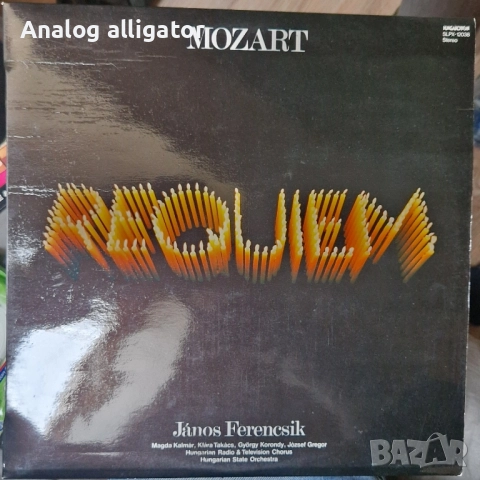 Analog alligator
MOZART
HUNGAROTON
SLPX-12038
Stereo
REQUIEM
János Ferencsik
Magda Kalmár, Klára Takács, György Korondy, József Gregor
Hungarian Radio & Television Chorus
Hungarian State Orchestra
BAZAR